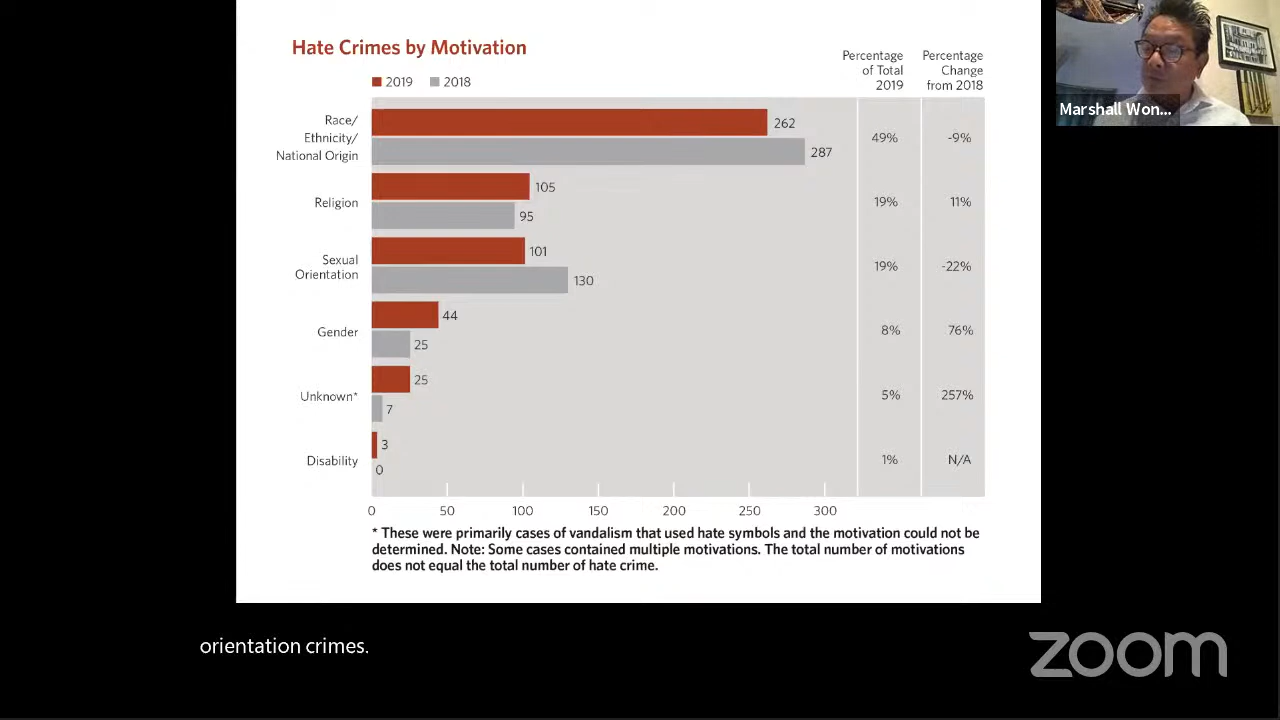 Hate Crimes by Motivation
2019 2018
Percentage
of Total
2019
Percentage
Change
from 2018
Race/
Ethnicity/
National Origin
262
287
49%
-9%
Religion
105
95
19%
11%
Sexual
Orientation
101
130
19%
-22%
Gender
44
25
8%
76%
Unknown*
25
7
5%
257%
Disability
3
0
1%
N/A
0 50 100 150 200 250 300
* These were primarily cases of vandalism that used hate symbols and the motivation could not be
determined. Note: Some cases contained multiple motivations. The total number of motivations
does not equal the total number of hate crime.
Marshall Won...
orientation crimes.
zoom